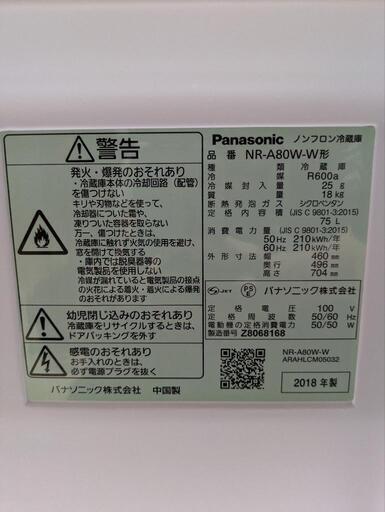 警告
発火・爆発のおそれあり
・冷蔵庫本体の冷却回路(配管)
を傷つけない
キリや刃物などを使って、
冷却器についた霜や、
凍りついた容器を取らない
冷却回路が傷ついたときは、
冷蔵庫に触れず火気の使用を避け、
窓を開けて換気する
・庫内では脱臭器等の
電気製品を使用しない
冷媒が漏れていると電気製品の接点
の火花による着火・着火による爆発
のおそれあり
幼児閉じ込めのおそれあり
冷蔵庫をリサイクルするときは、
ドアパッキングを外す
感電のおそれあり
お手入れのときは、
必ず電源プラグを抜く
パナソニック株式会社 中国製
Panasonic ノンフロン冷蔵庫
品番 NR-A80W-W形
種類 冷蔵庫
冷媒 R600a
冷媒封入量 25 g
質量 18 kg
断熱発泡ガス シクロペンタン
定格内容積 (JIS C 9801-3:2015)
75 L
消費電力量 (JIS C 9801-3:2015)
50Hz 210kWh/年
60Hz 210kWh/年
外形寸法 幅 460 mm
奥行 496 mm
高さ 704 mm
JET PS E パナソニック株式会社
定格電圧 100 V
定格周波数 50/60 Hz
電動機の定格消費電力 50/50 W
製造番号 Z8068168
NR-A80W-W
ARAHLCM05032
2018年製